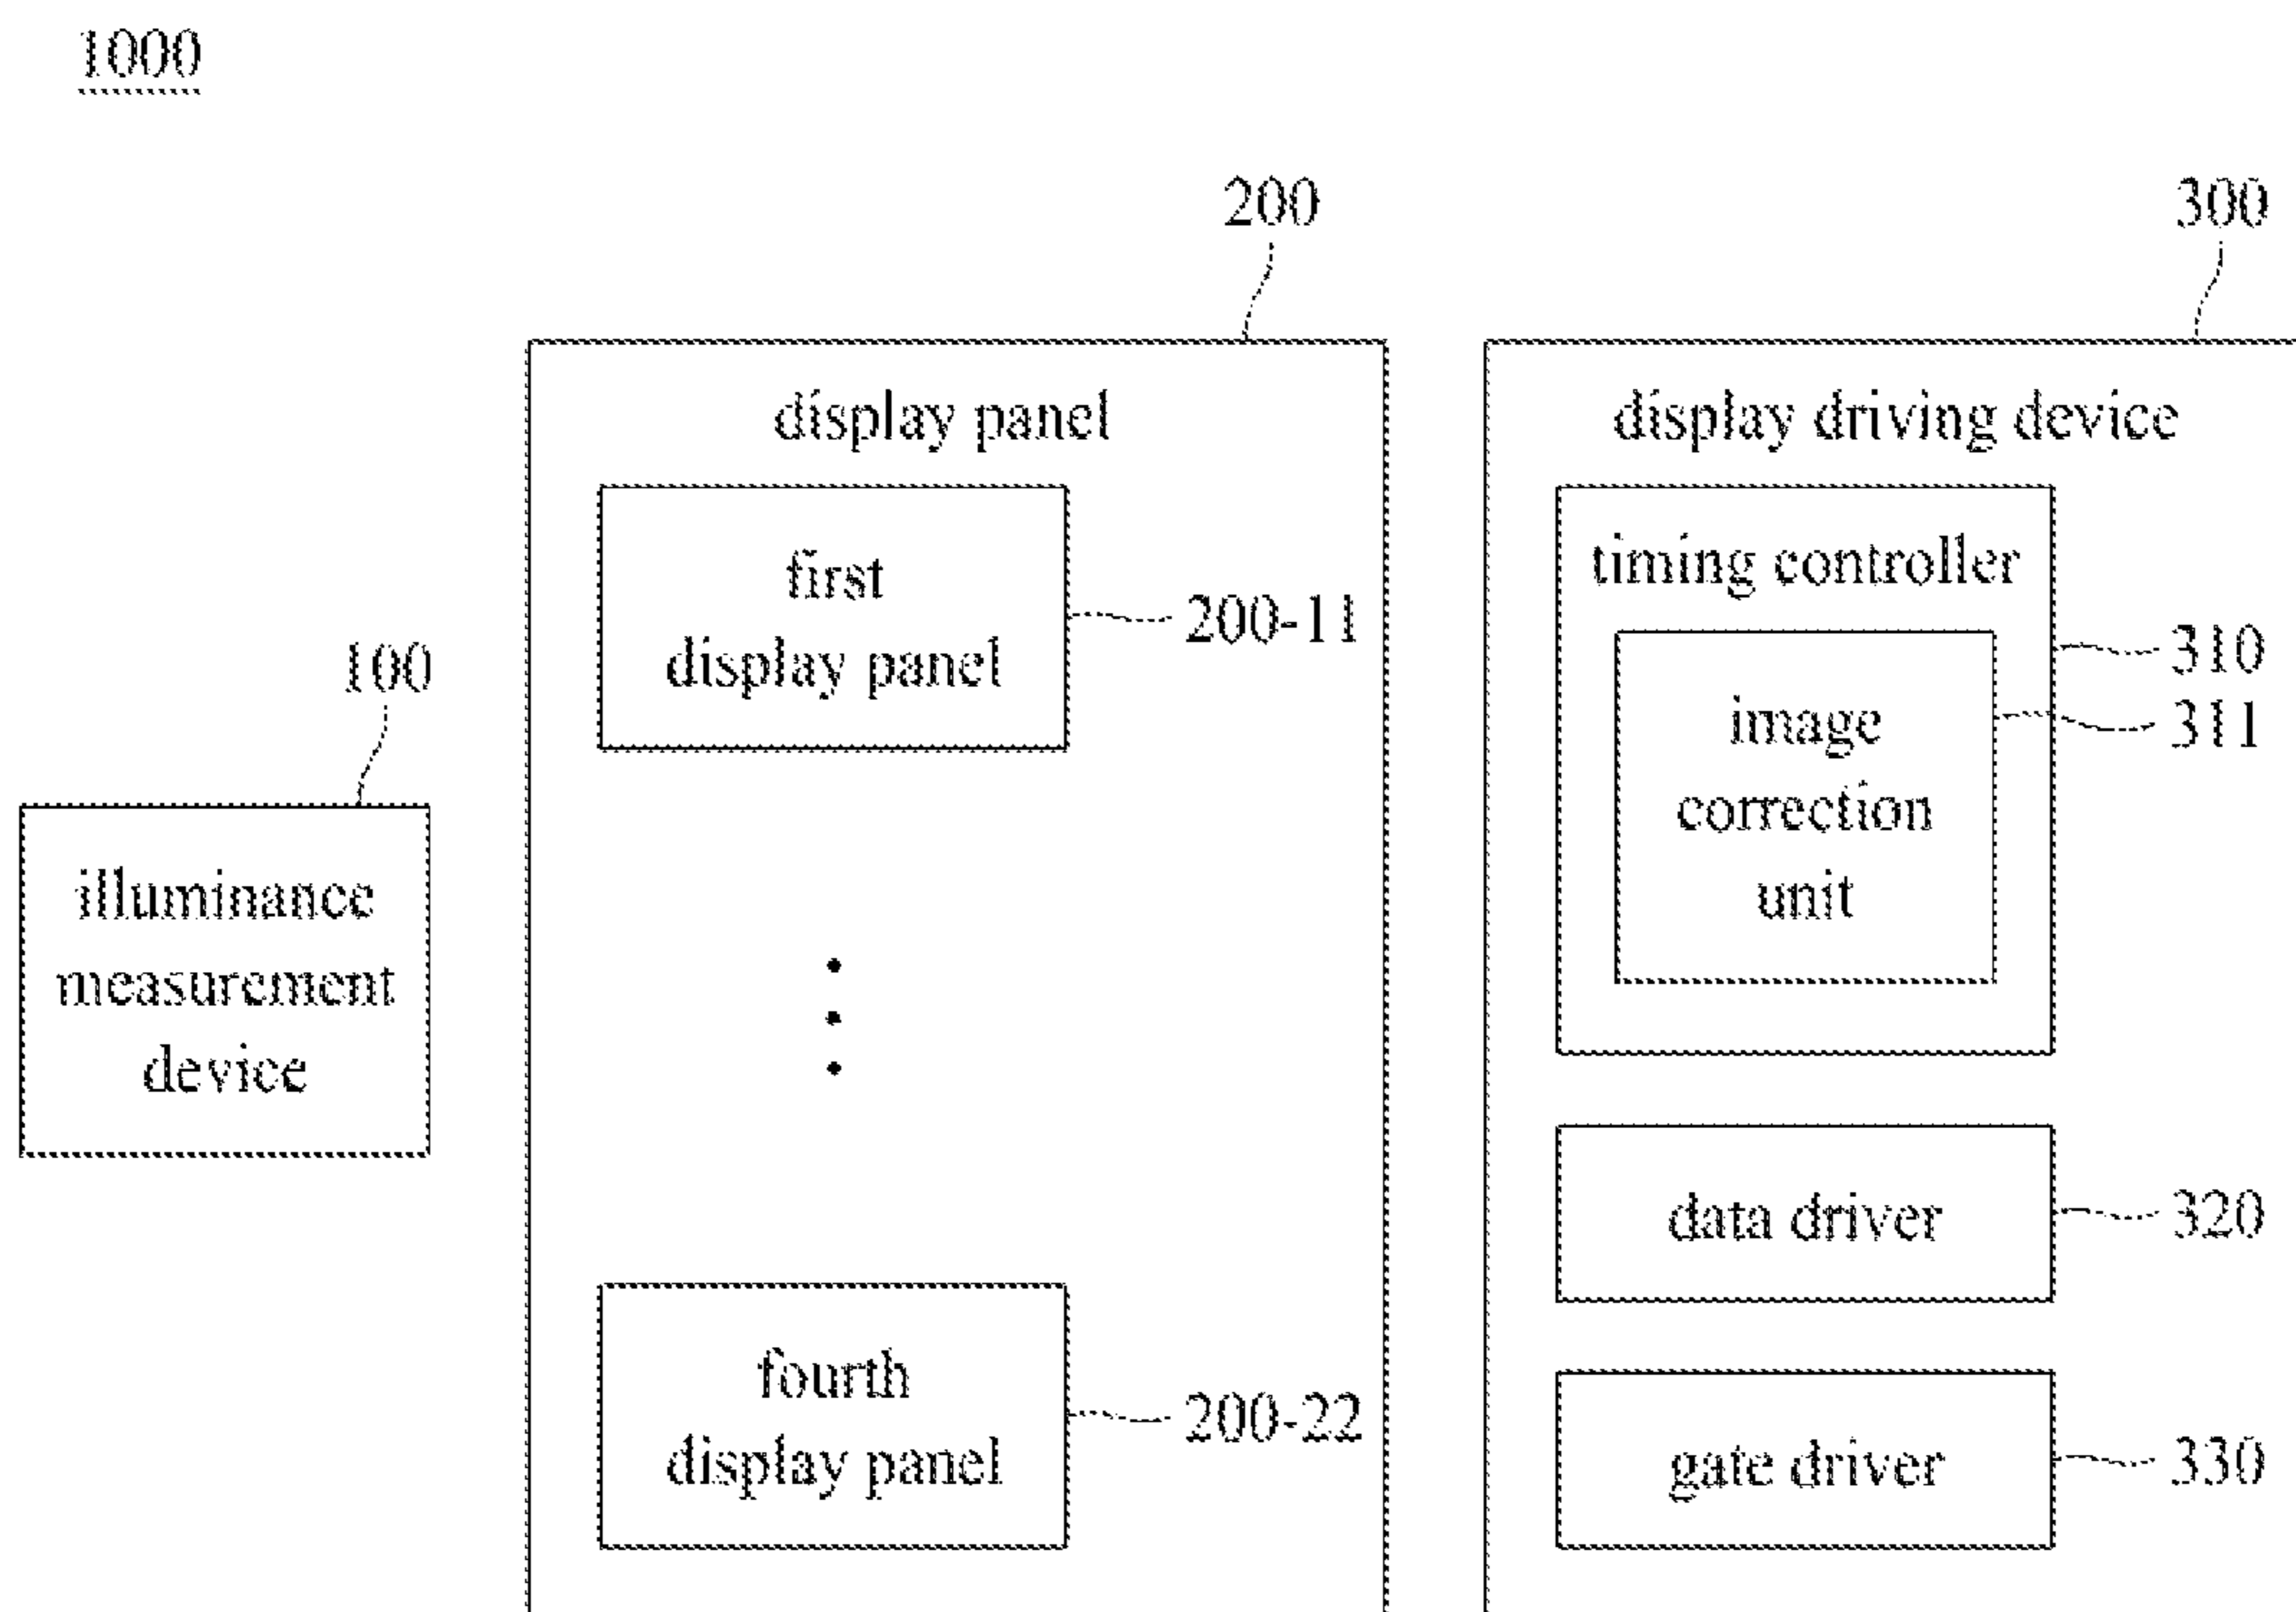 1000
200
300
display panel
display driving device
first
display panel
200-11
timing controller
310
image
correction
unit
311
100
illuminance
measurement
device
data driver
320
fourth
display panel
200-22
gate driver
330